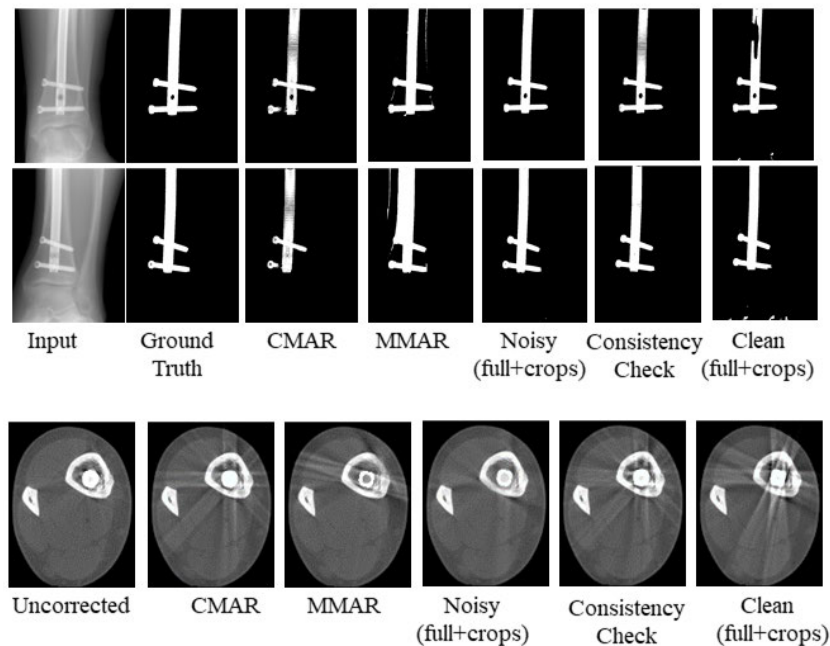 Input Ground CMAR MMAR Noisy Consistency Clean
Truth (full+crops) Check (full+crops)
Uncorrected CMAR MMAR Noisy Consistency Clean
(full+crops) Check (full+crops)